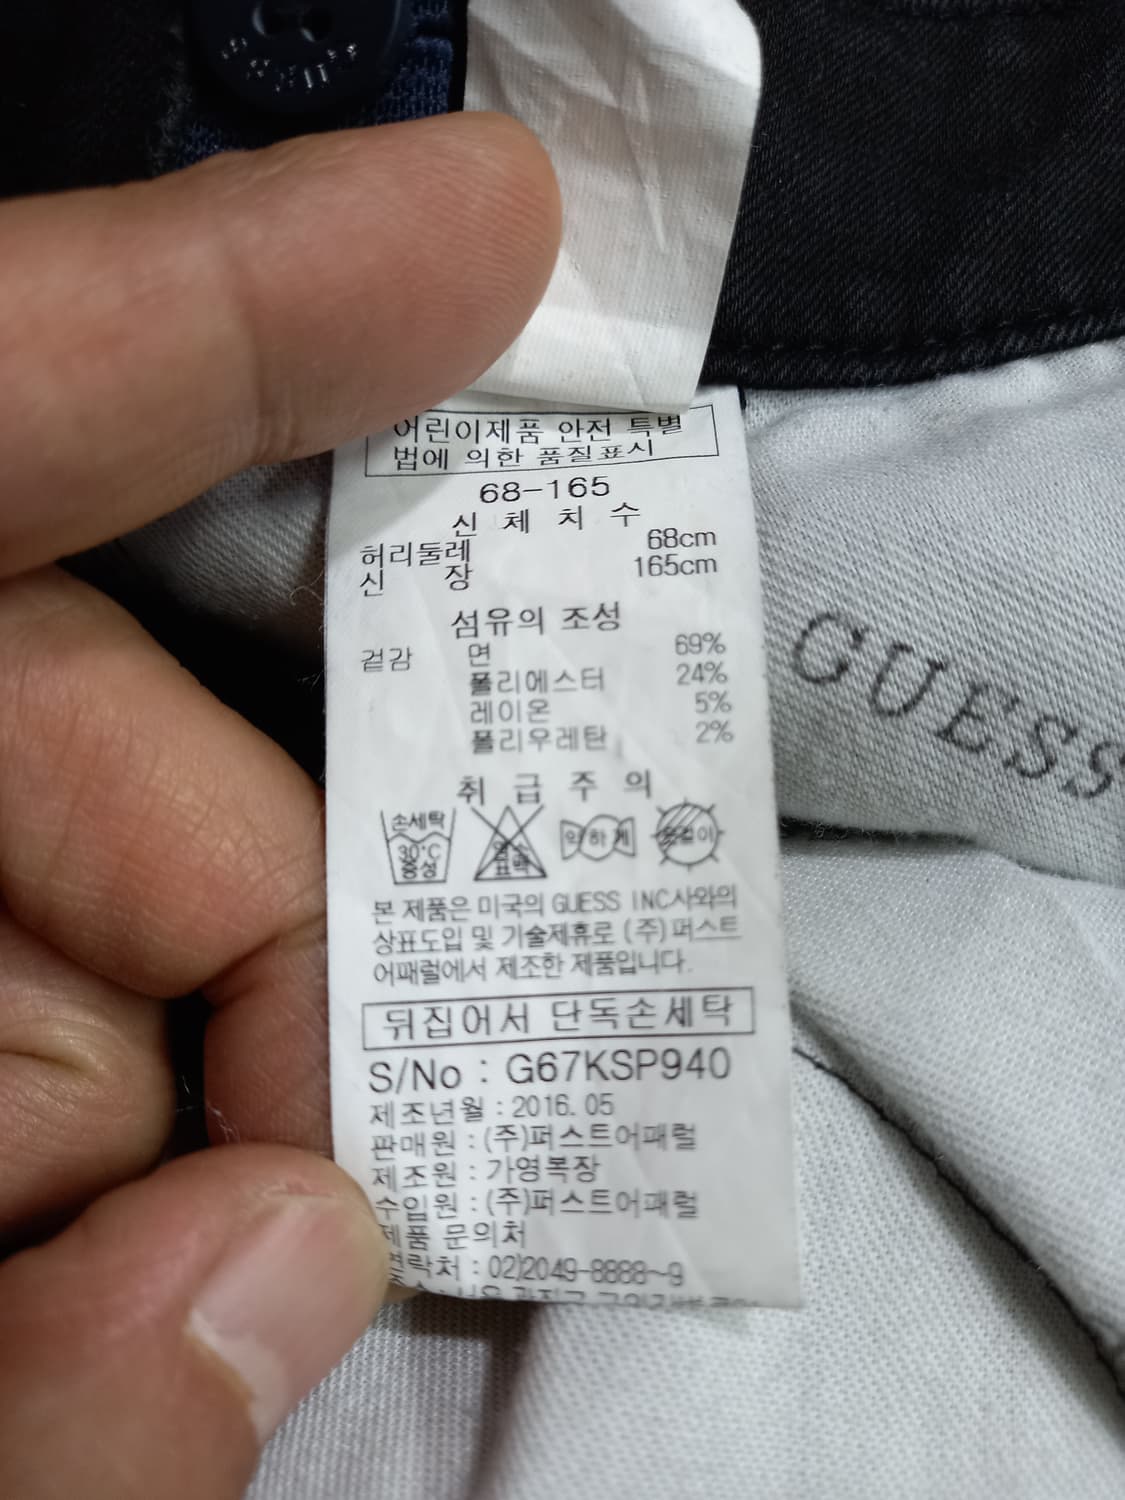 어린이제품 안전 특별
법에 의한 품질표시
68-165
신 체 치 수
허리둘레 68cm
신 장 165cm
섬유의 조성
겉감 면 69%
폴리에스터 24%
레이온 5%
폴리우레탄 2%
취 급 주 의
손세탁 30℃ 중성
염소 표백
약하게
옷걸이
본 제품은 미국의 GUESS INC사와의
상표도입 및 기술제휴로 (주)퍼스트
어패럴에서 제조한 제품입니다.
뒤집어서 단독손세탁
S/No : G67KSP940
제조년월 : 2016. 05
판매원 : (주)퍼스트어패럴
제조원 : 가영복장
수입원 : (주)퍼스트어패럴
제품 문의처
연락처 : 02)2049-8888~9
GUESS